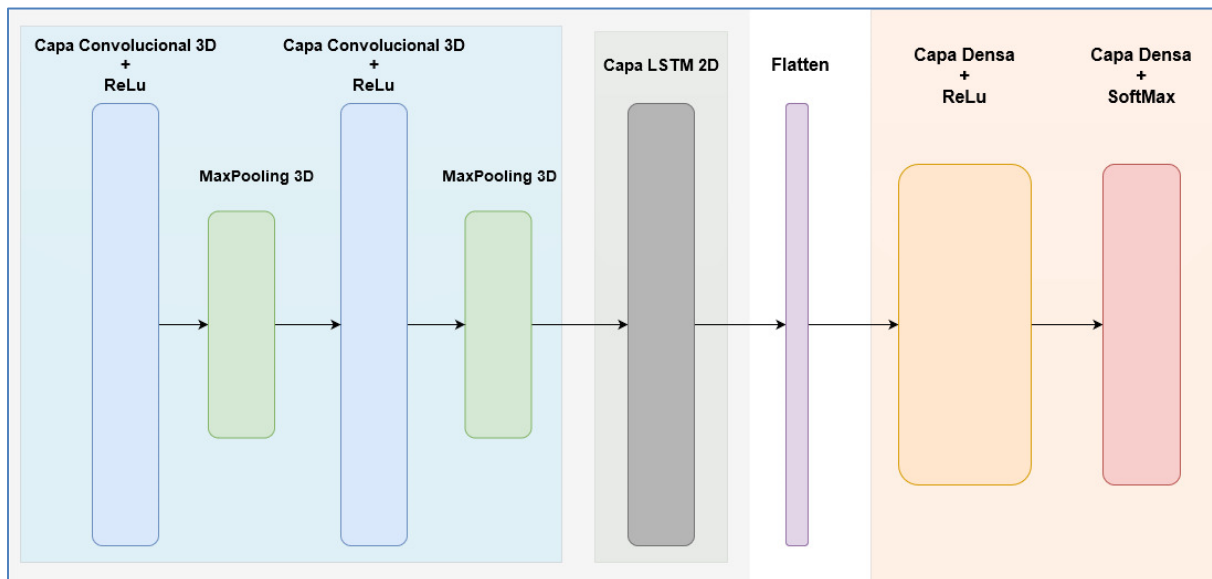 Capa Convolucional 3D
+
ReLu
MaxPooling 3D
Capa Convolucional 3D
+
ReLu
MaxPooling 3D
Capa LSTM 2D
Flatten
Capa Densa
+
ReLu
Capa Densa
+
SoftMax